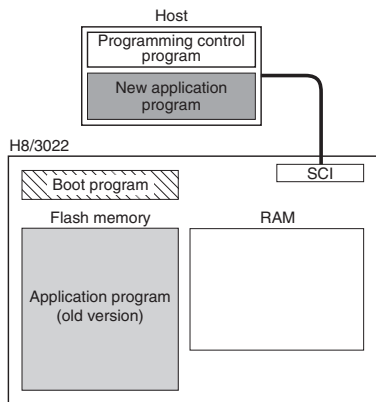 Host
Programming control
program
New application
program
H8/3022
SCI
Boot program
Flash memory
RAM
Application program
(old version)